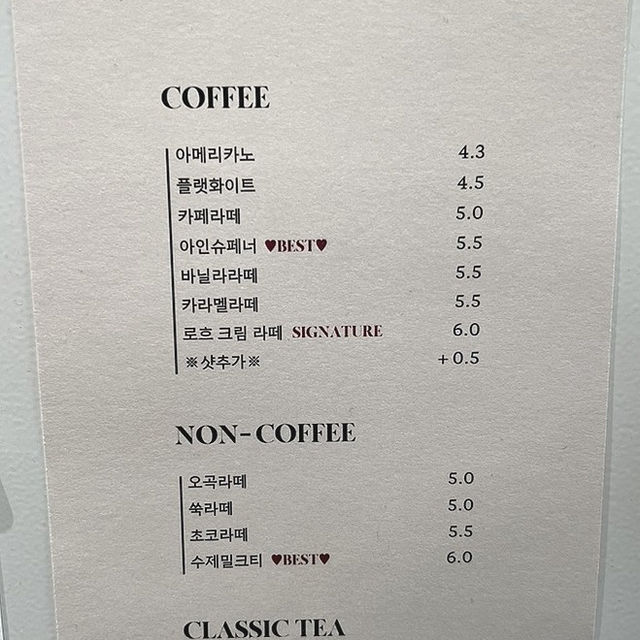 COFFEE
아메리카노 4.3
플랫화이트 4.5
카페라떼 5.0
아인슈페너 ♥BEST♥ 5.5
바닐라라떼 5.5
카라멜라떼 5.5
로흐 크림 라떼 SIGNATURE 6.0
※샷추가※ +0.5
NON-COFFEE
오곡라떼 5.0
쑥라떼 5.0
초코라떼 5.5
수제밀크티 ♥BEST♥ 6.0
CLASSIC TEA